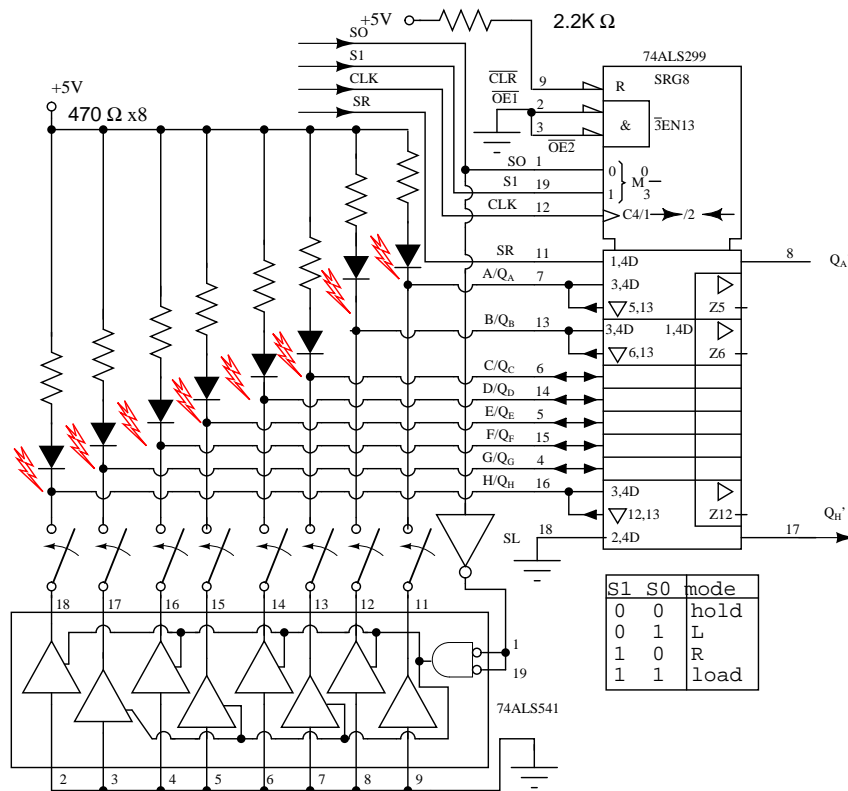 +5V
2.2K Ω
SO
S1
CLK
SR
+5V
470 Ω x8
74ALS299
SRG8
CLR 9 R
OE1 2
& 3EN13
3
OE2
SO 1 0
M 0
3
S1 19 1
CLK 12 C4/1 /2
SR 11 1,4D
8 QA
A/QA 7 3,4D
5,13 Z5
B/QB 13 3,4D 1,4D
6,13 Z6
C/QC 6
D/QD 14
E/QE 5
F/QF 15
G/QG 4
H/QH 16 3,4D
12,13 Z12
SL 18 2,4D
17 QH'
S1 S0 mode
0 0 hold
0 1 L
1 0 R
1 1 load
18 17 16 15 14 13 12 11
1
19
74ALS541
2 3 4 5 6 7 8 9